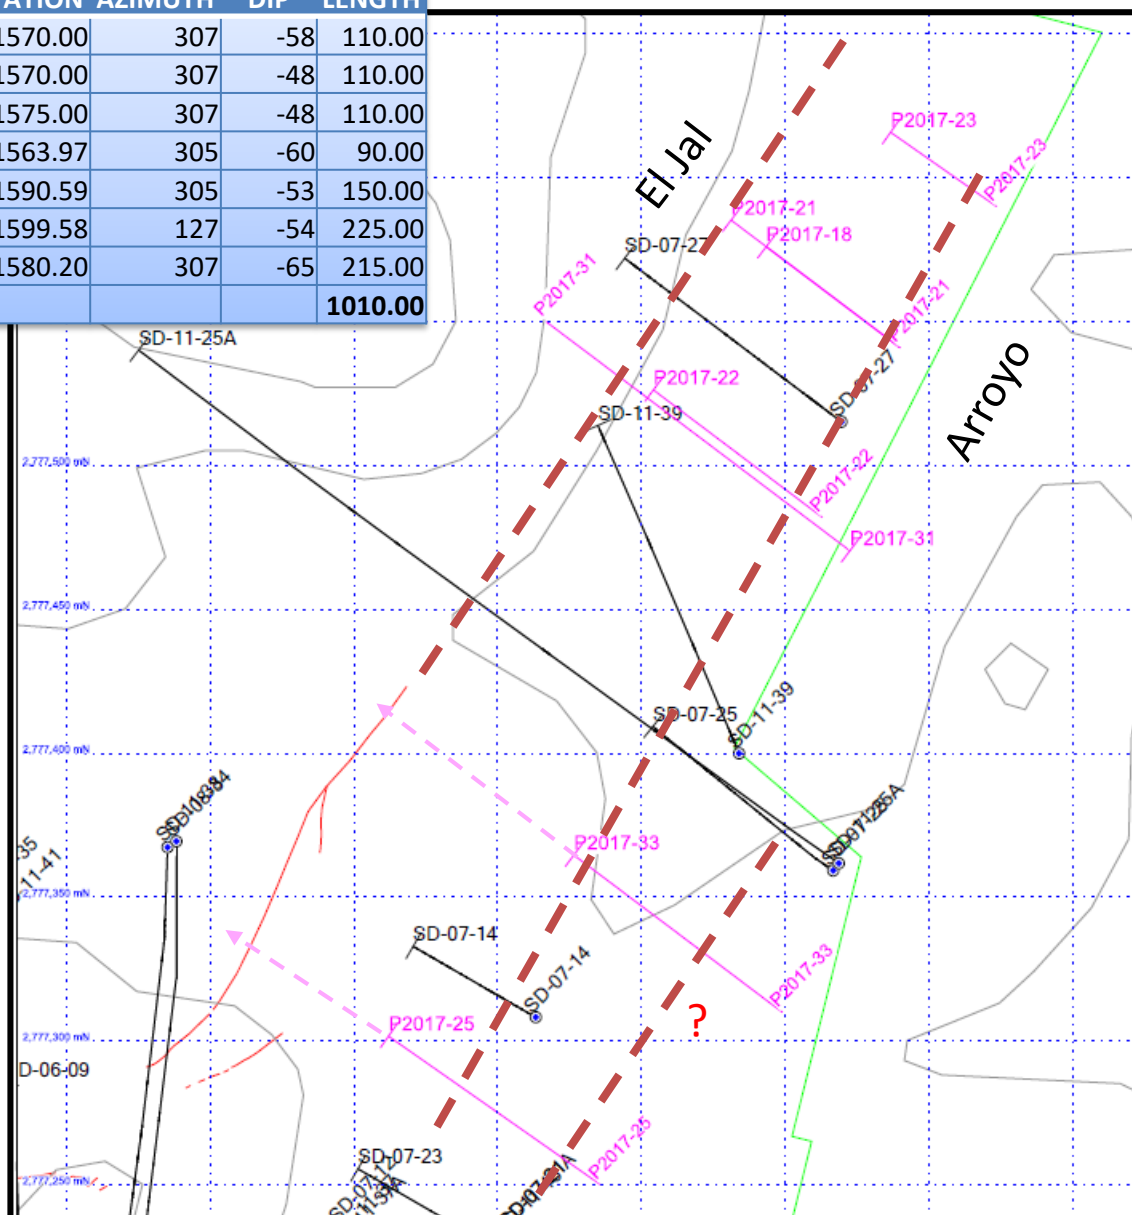 AZIMUTH DIP LENGTH
1570.00 307 -58 110.00
1570.00 307 -48 110.00
1575.00 307 -48 110.00
1563.97 305 -60 90.00
1590.59 305 -53 150.00
1599.58 127 -54 225.00
1580.20 307 -65 215.00
1010.00
El Jal
P2017-23
P2017-23
P2017-21
P2017-18
SD-07-27
P2017-31
P2017-21
SD-11-25A
Arroyo
P2017-22
SD-07-27
SD-11-39
2,777,500 mN
P2017-22
P2017-31
2,777,450 mN
SD-11-39
SD-07-25
2,777,400 mN
P2017-33
-35
11-41
2,777,350 mN
SD-07-14
SD-07-14
P2017-33
P2017-25
?
2,777,300 mN
D-06-09
P2017-25
SD-07-23
2,777,250 mN